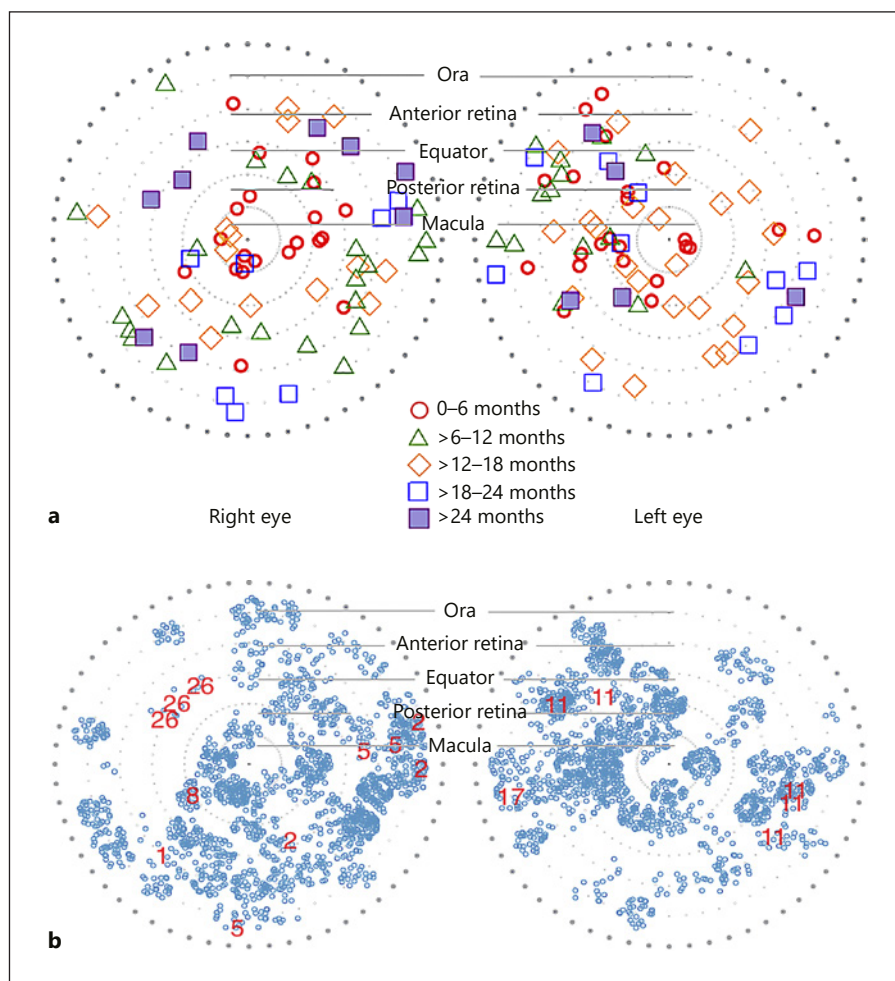 Ora
Anterior retina
Equator
Posterior retina
Macula
0–6 months
>6–12 months
>12–18 months
>18–24 months
>24 months
a
Right eye
Left eye
Ora
Anterior retina
Equator
26
26
11
11
26
Posterior retina
2
Macula
5
5
2
8
17
11
11
2
11
1
5
b